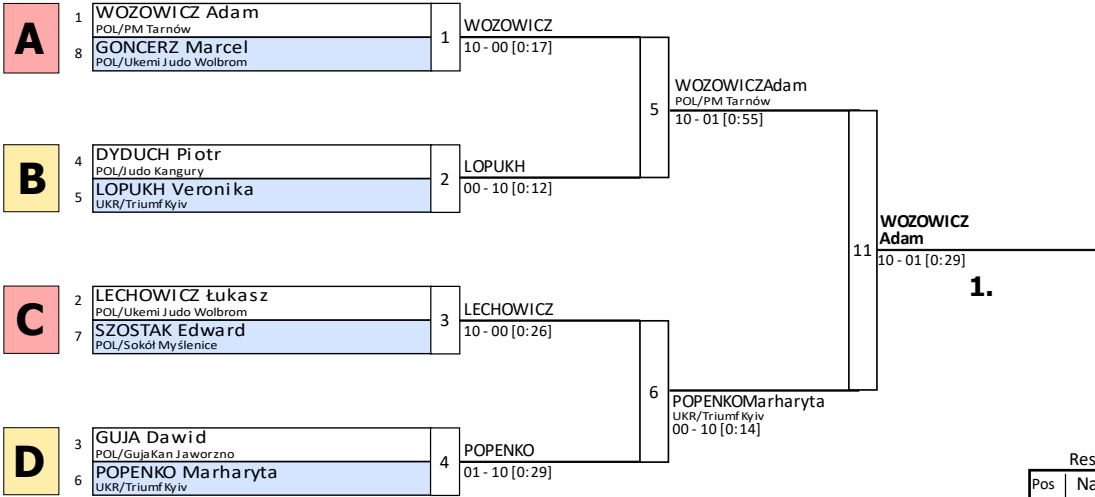 A
1 WOZOWICZ Adam
POL/PM Tarnów
8 GONCERZ Marcel
POL/Ukemi Judo Wolbrom
1
WOZOWICZ
10 - 00 [0:17]
B
4 DYDUCH Piotr
POL/Judo Kangury
5 LOPUKH Veronika
UKR/Triumf Kyiv
2
LOPUKH
00 - 10 [0:12]
5
WOZOWICZAdam
POL/PM Tarnów
10 - 01 [0:55]
C
2 LECHOWICZ Łukasz
POL/Ukemi Judo Wolbrom
7 SZOSTAK Edward
POL/Sokół Myślenice
3
LECHOWICZ
10 - 00 [0:26]
D
3 GUJA Dawid
POL/GujaKan Jaworzno
6 POPENKO Marharyta
UKR/Triumf Kyiv
4
POPENKO
01 - 10 [0:29]
6
POPENKOMarharyta
UKR/Triumf Kyiv
00 - 10 [0:14]
11
WOZOWICZ
Adam
10 - 01 [0:29]
1.
Res
Pos Na